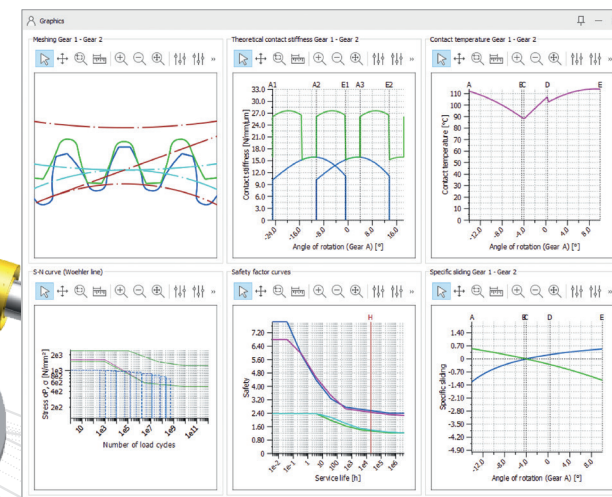 Graphics
Meshing Gear 1 - Gear 2
Theoretical contact stiffness Gear 1 - Gear 2
Contact temperature Gear 1 - Gear 2
A1 A2 E1 A3 E2
33.0
30.0
27.0
24.0
21.0
18.0
15.0
12.0
9.0
6.0
3.0
0
Contact stiffness [N/mm/µm]
-24.0 -16.0 -8.0 0 8.0 16.0
Angle of rotation (Gear A) [°]
A BC D E
110
100
90
80
70
60
50
40
30
20
10
0
Contact temperature [°C]
-12.0 -8.0 -4.0 0 4.0 8.0
Angle of rotation (Gear A) [°]
S-N curve (Woehler line)
Safety factor curves
Specific sliding Gear 1 - Gear 2
2e3
6e2
4e2
2e2
Stress σP, σ [N/mm²]
10 1e3 1e5 1e7 1e9 1e11
Number of load cycles
H
7.20
6.40
5.60
4.80
4.00
3.20
2.40
1.60
0.80
0
Safety
1e-2 1e-1 1 10 100 1e3 1e4 1e5 1e6
Service life [h]
A BC D E
1.40
0.70
0
-0.70
-1.40
-2.10
-2.80
-3.50
-4.20
-4.90
Specific sliding
-12.0 -8.0 -4.0 0 4.0 8.0
Angle of rotation (Gear A) [°]